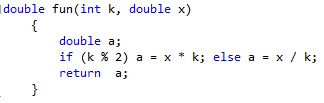 double fun(int k, double x)
{
double a;
if (k % 2) a = x * k; else a = x / k;
return  a;
}